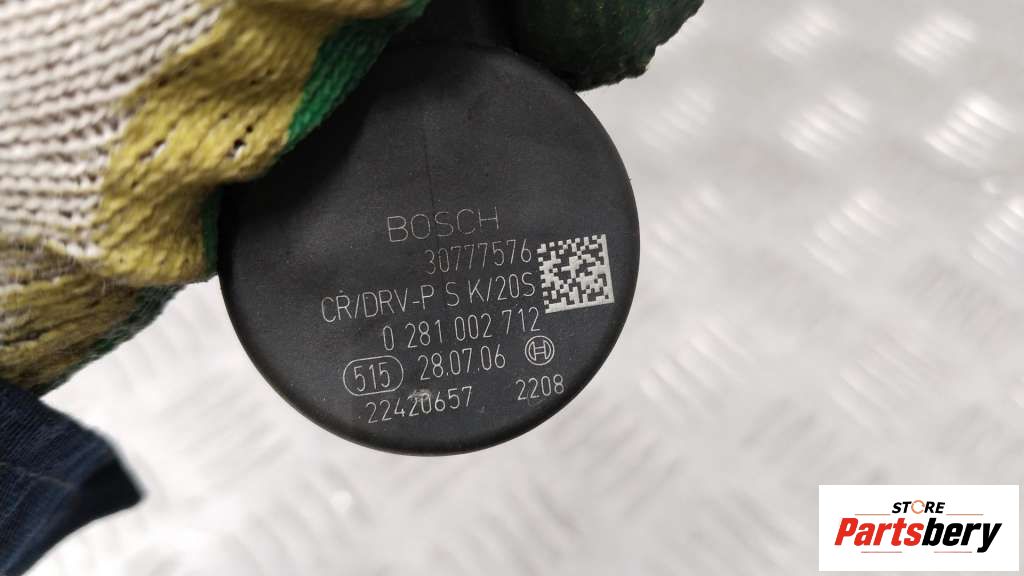 BOSCH
30777576
CR/DRV-P S K/20S
0 281 002 712
515 28.07.06
22420657 2208
STORE
Partsbery